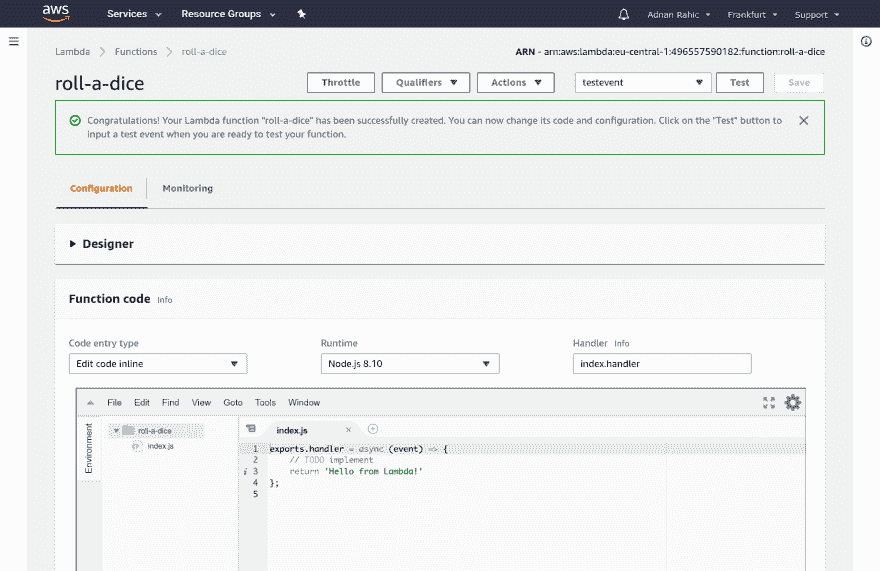 aws Services Resource Groups Adnan Rahic Frankfurt Support
Lambda Functions roll-a-dice ARN - arn:aws:lambda:eu-central-1:496557590182:function:roll-a-dice
roll-a-dice Throttle Qualifiers Actions testevent Test Save
Congratulations! Your Lambda function "roll-a-dice" has been successfully created. You can now change its code and configuration. Click on the "Test" button to
input a test event when you are ready to test your function.
Configuration Monitoring
Designer
Function code Info
Code entry type Runtime Handler Info
Edit code inline Node.js 8.10 index.handler
File Edit Find View Goto Tools Window
Environment
roll-a-dice
index.js
index.js
1 exports.handler = async (event) => {
2 // TODO implement
3 return 'Hello from Lambda!'
4 };
5